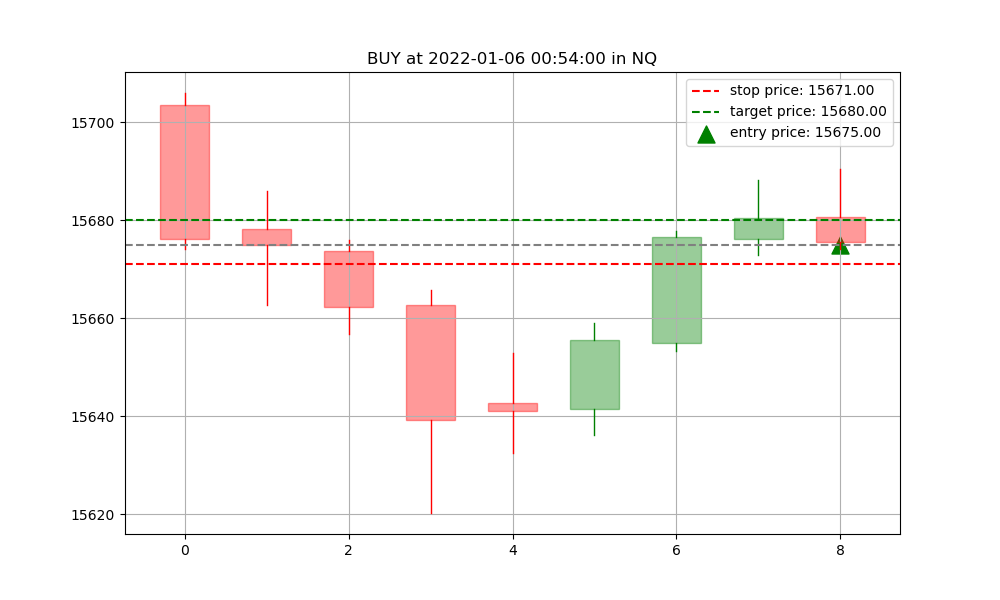 BUY at 2022-01-06 00:54:00 in NQ
stop price: 15671.00
target price: 15680.00
entry price: 15675.00
15700
15680
15660
15640
15620
0 2 4 6 8